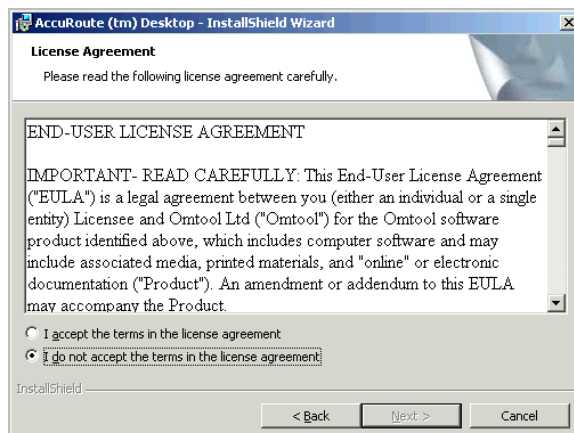 AccuRoute (tm) Desktop - InstallShield Wizard
License Agreement
Please read the following license agreement carefully.
END-USER LICENSE AGREEMENT
IMPORTANT- READ CAREFULLY: This End-User License Agreement
("EULA") is a legal agreement between you (either an individual or a single
entity) Licensee and Omtool Ltd ("Omtool") for the Omtool software
product identified above, which includes computer software and may
include associated media, printed materials, and "online" or electronic
documentation ("Product"). An amendment or addendum to this EULA
may accompany the Product.
I accept the terms in the license agreement
I do not accept the terms in the license agreement
InstallShield
< Back Next > Cancel